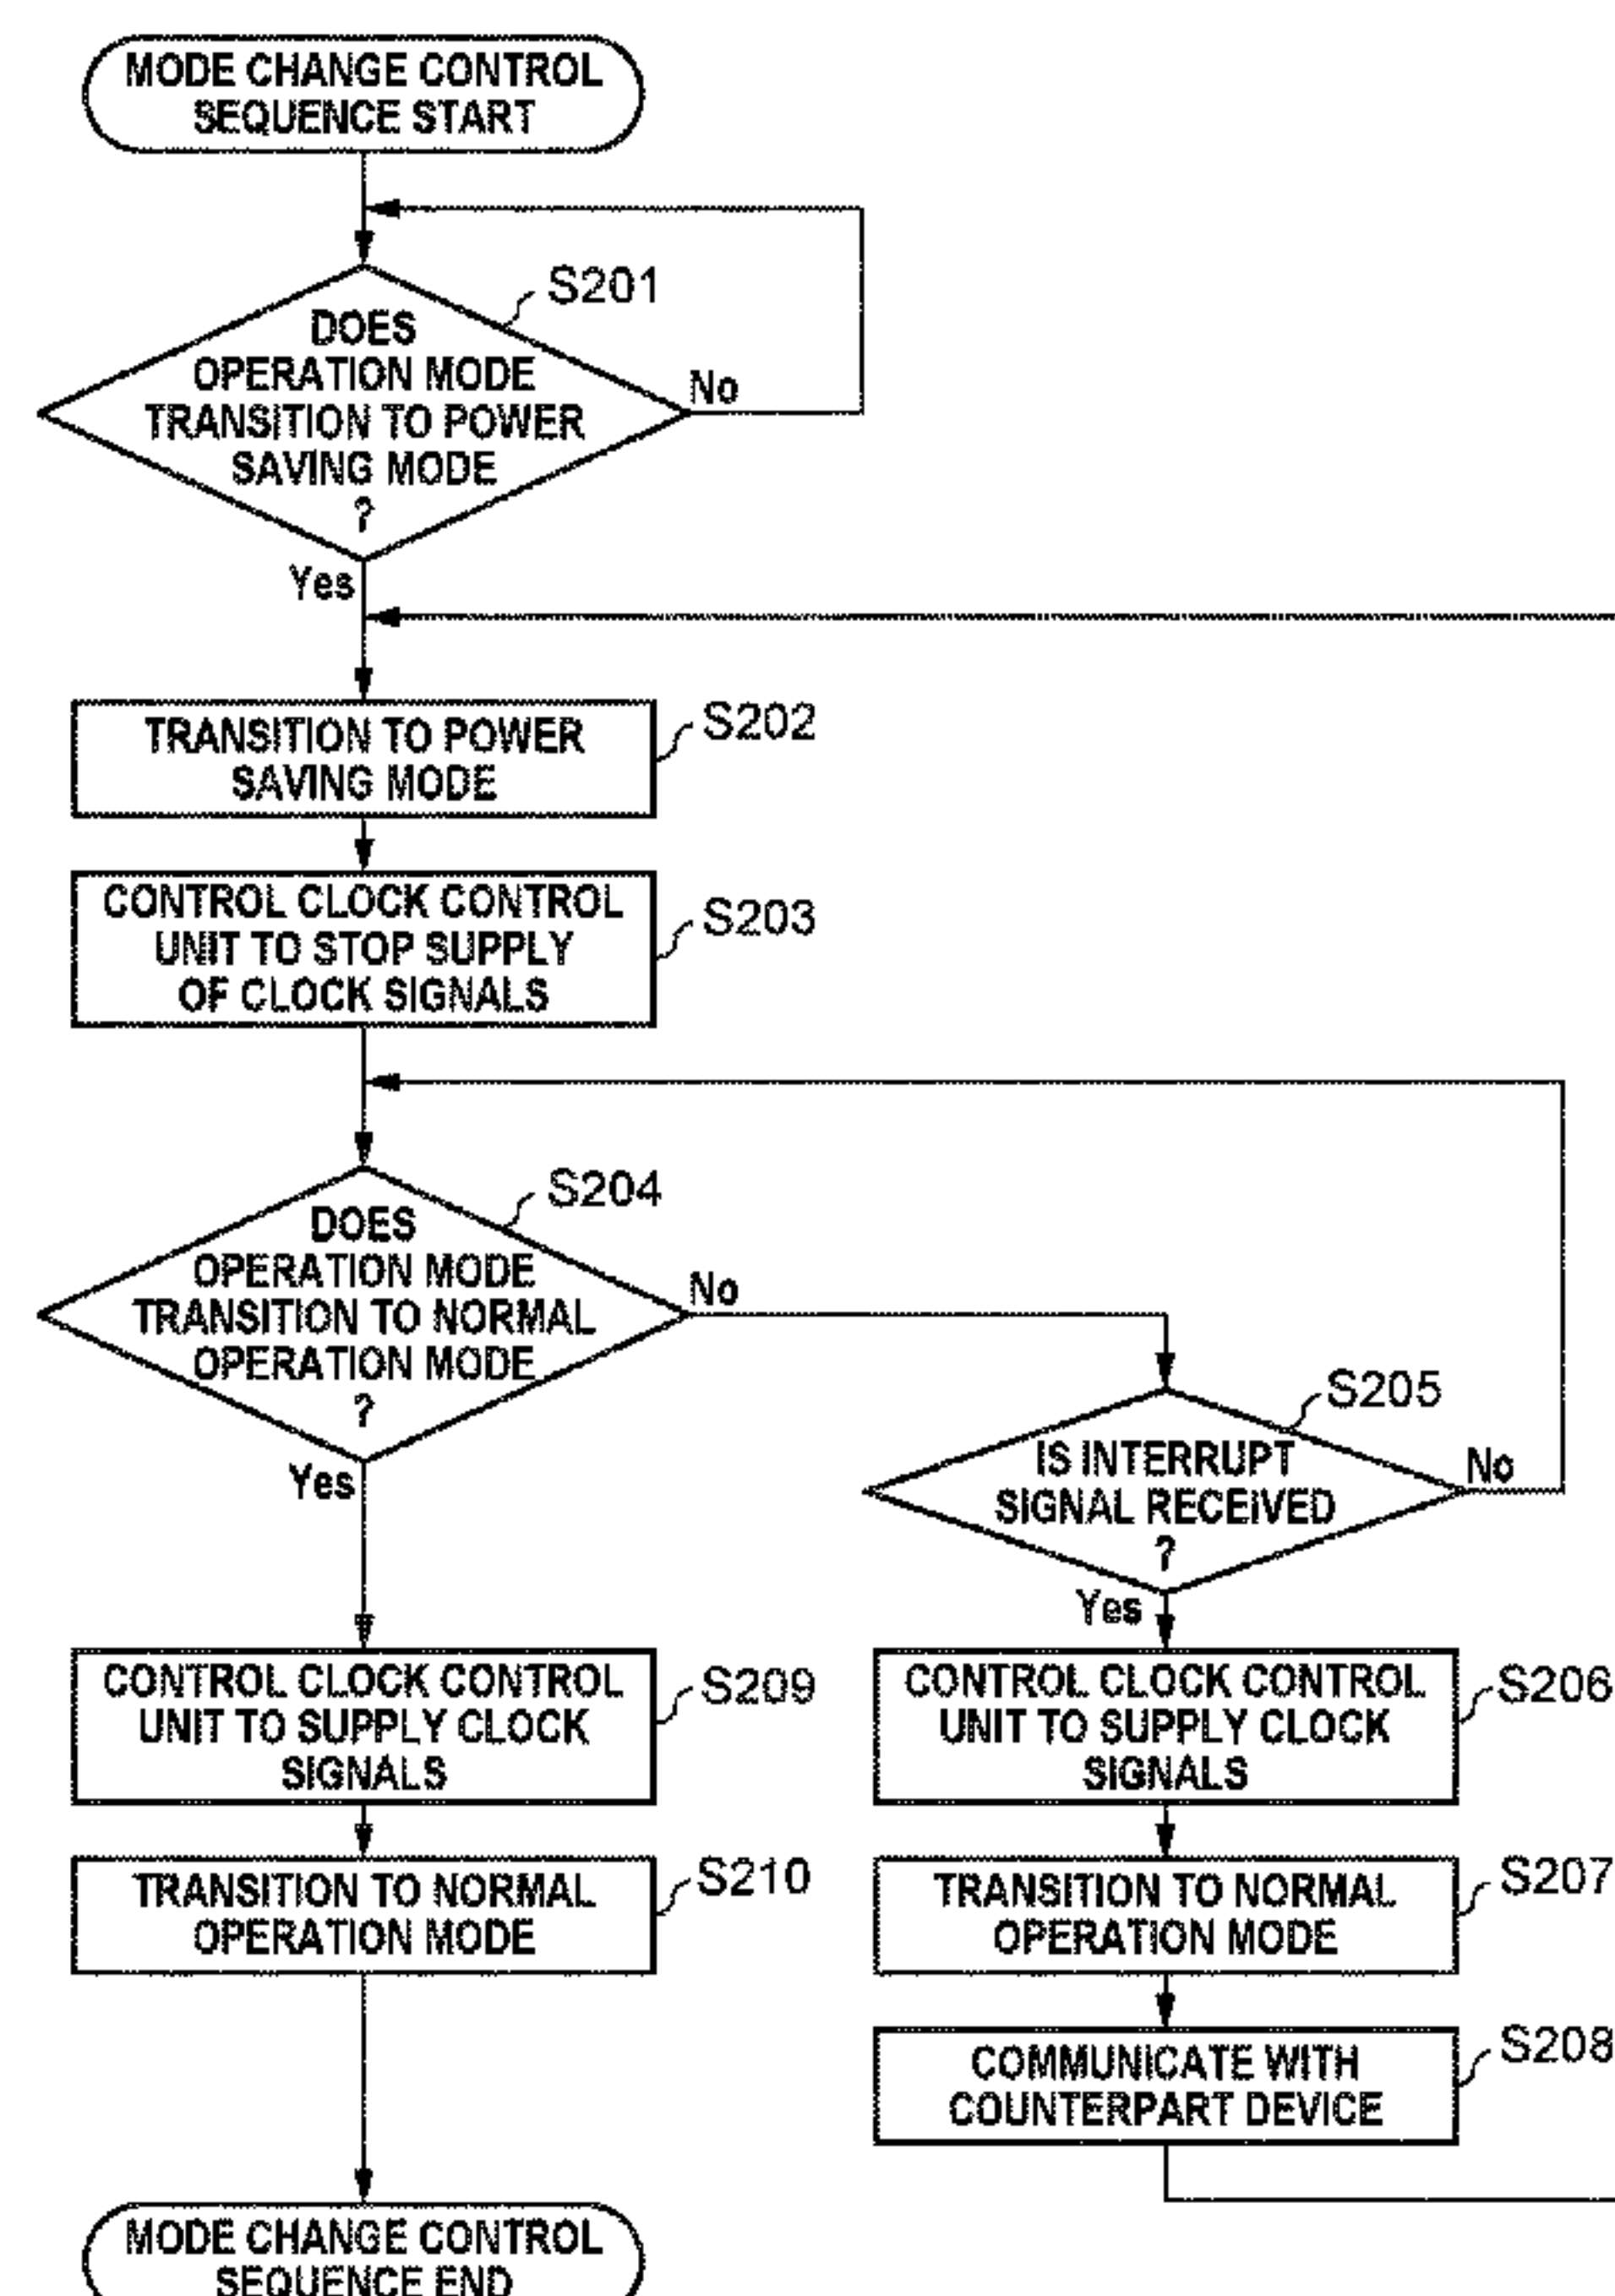 MODE CHANGE CONTROL
SEQUENCE START
S201
DOES
OPERATION MODE
TRANSITION TO POWER
SAVING MODE
?
No
Yes
TRANSITION TO POWER
SAVING MODE
S202
CONTROL CLOCK CONTROL
UNIT TO STOP SUPPLY
OF CLOCK SIGNALS
S203
S204
DOES
OPERATION MODE
TRANSITION TO NORMAL
OPERATION MODE
?
No
Yes
S205
IS INTERRUPT
SIGNAL RECEIVED
?
No
Yes
CONTROL CLOCK CONTROL
UNIT TO SUPPLY CLOCK
SIGNALS
S209
CONTROL CLOCK CONTROL
UNIT TO SUPPLY CLOCK
SIGNALS
S206
TRANSITION TO NORMAL
OPERATION MODE
S210
TRANSITION TO NORMAL
OPERATION MODE
S207
COMMUNICATE WITH
COUNTERPART DEVICE
S208
MODE CHANGE CONTROL
SEQUENCE END